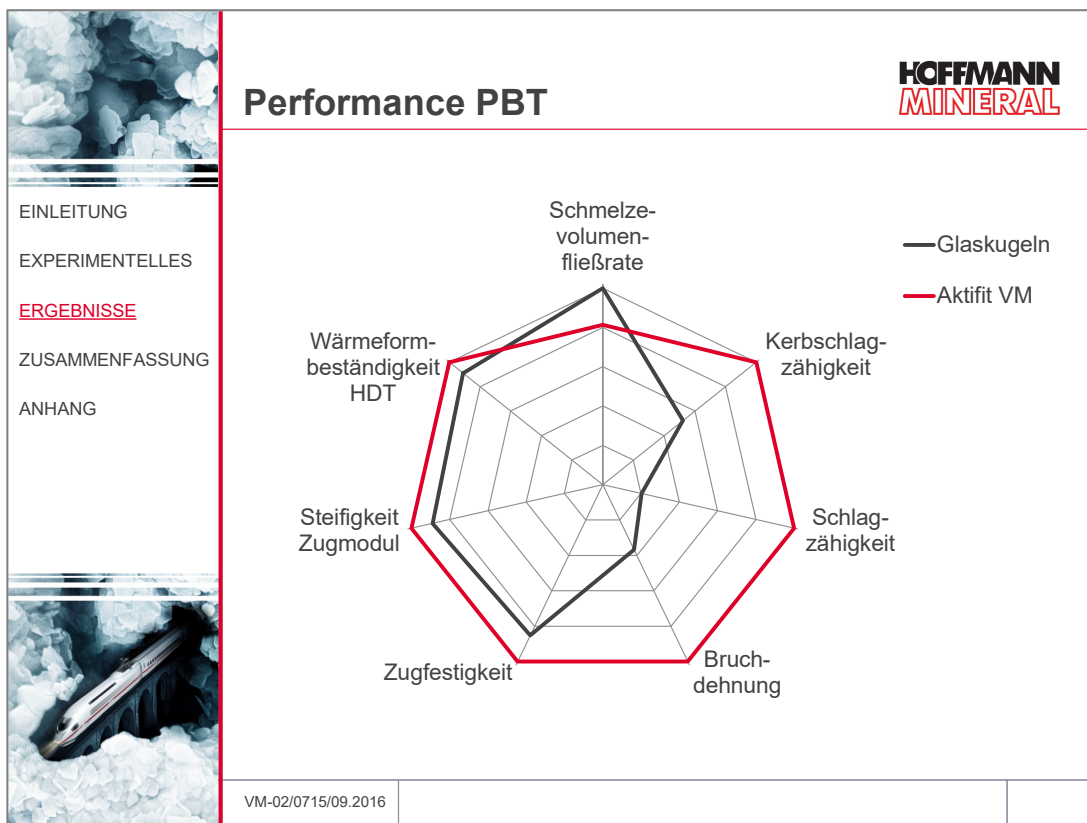 HOFFMANN
MINERAL
Performance PBT
EINLEITUNG
EXPERIMENTELLES
ERGEBNISSE
ZUSAMMENFASSUNG
ANHANG
Schmelze-
volumen-
fließrate
Kerbschlag-
zähigkeit
Schlag-
zähigkeit
Bruch-
dehnung
Zugfestigkeit
Steifigkeit
Zugmodul
Wärmeform-
beständigkeit
HDT
Glaskugeln
Aktifit VM
VM-02/0715/09.2016